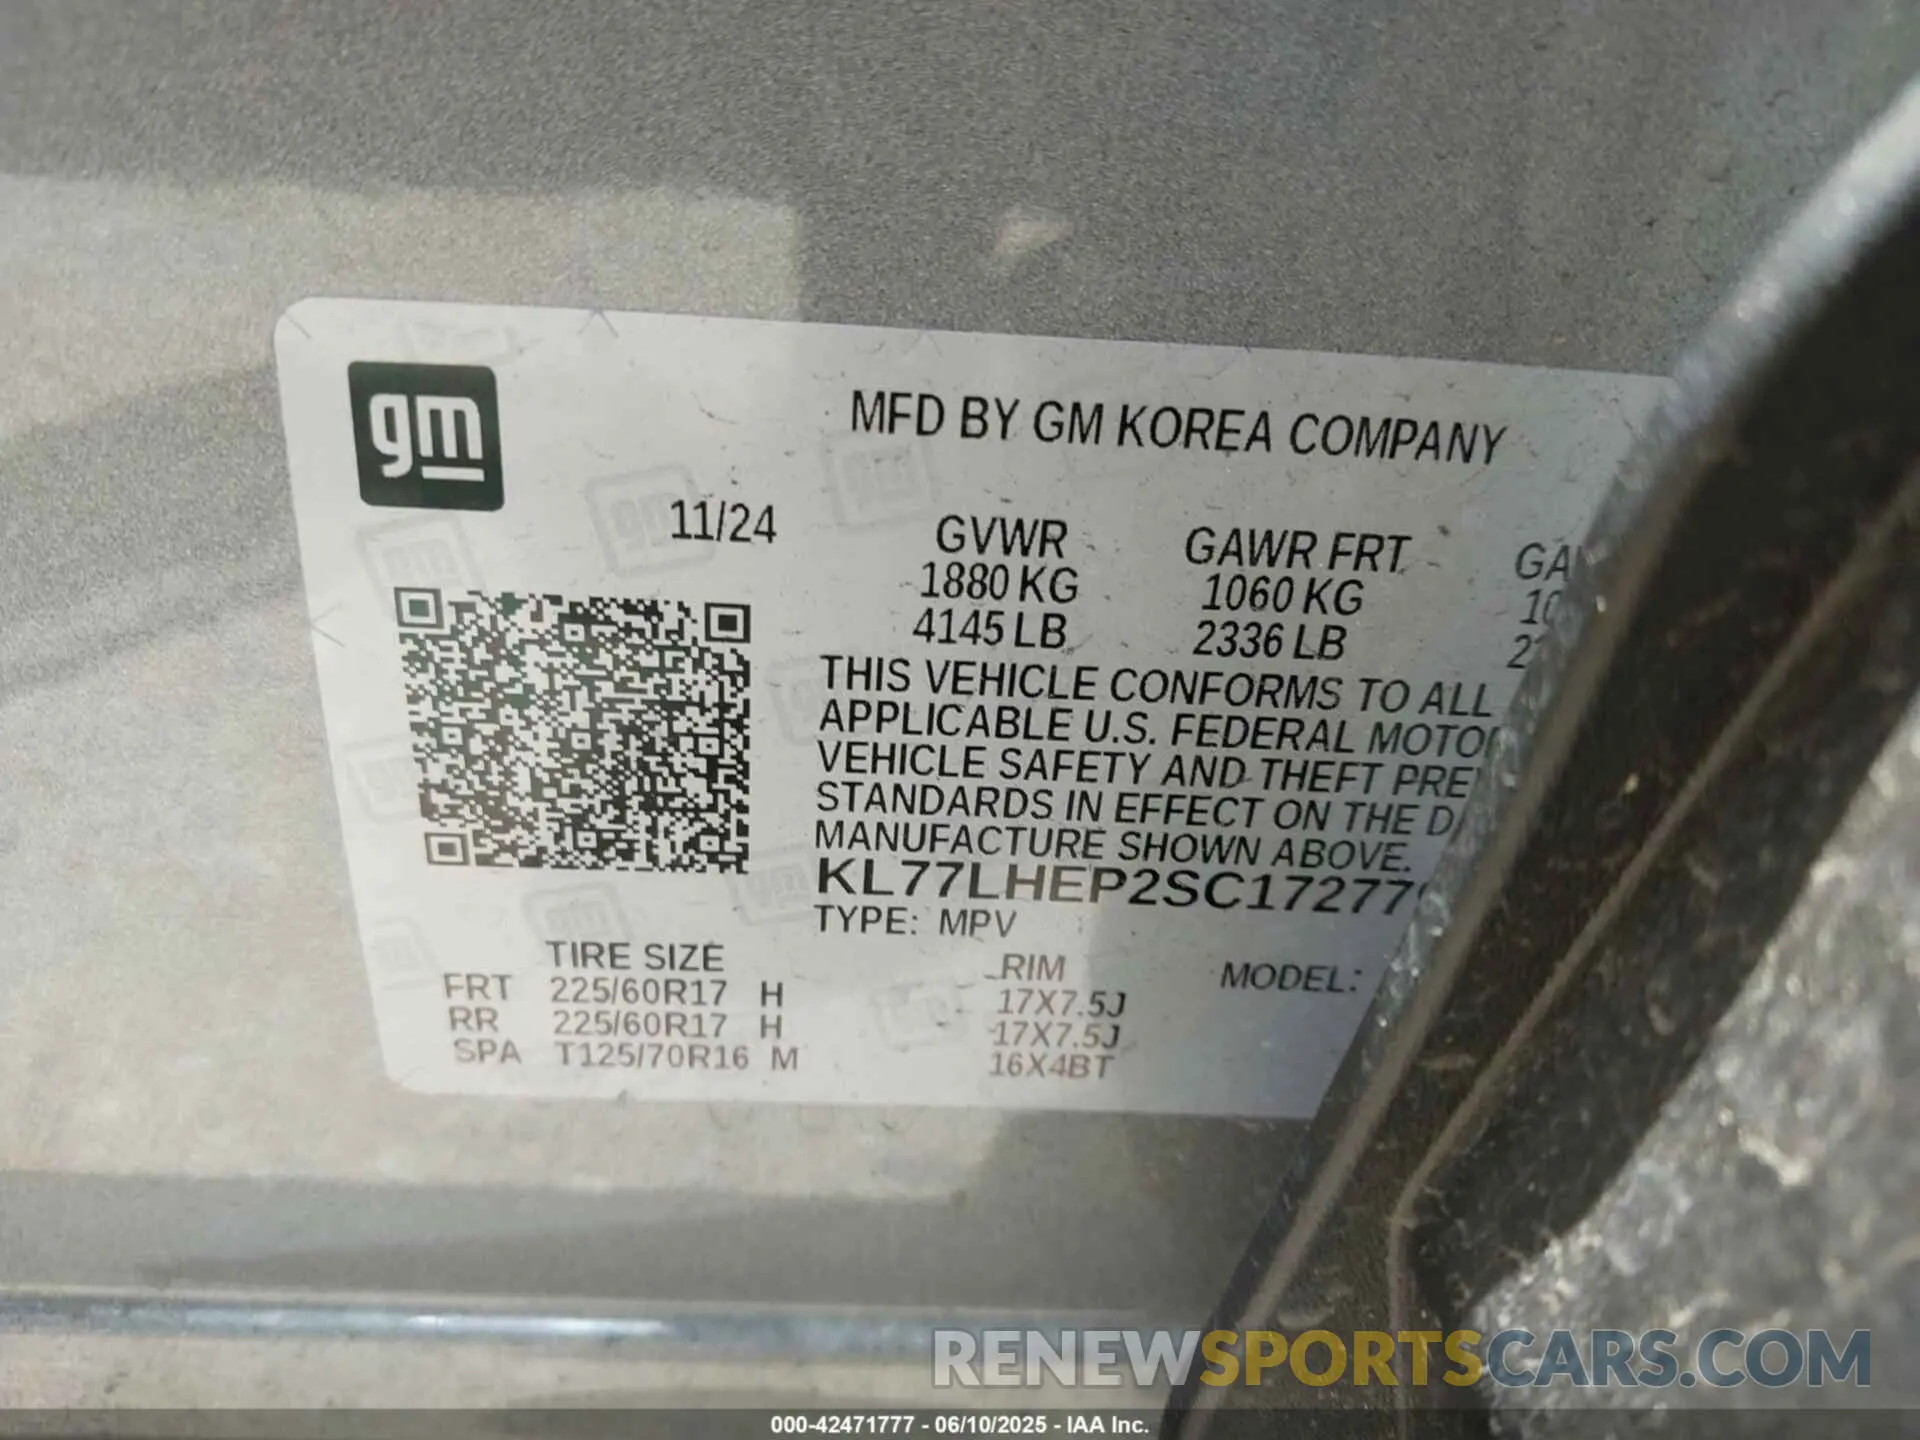 gm
MFD BY GM KOREA COMPANY
11/24
GVWR GAWR FRT
1880 KG 1060 KG
4145 LB 2336 LB
THIS VEHICLE CONFORMS TO ALL
APPLICABLE U.S. FEDERAL
VEHICLE SAFETY AND THEFT
STANDARDS IN EFFECT ON THE
MANUFACTURE SHOWN ABOVE.
KL77LHEP2SC17277
TYPE: MPV
TIRE SIZE RIM MODEL:
FRT 225/60R17 H 17X7.5J
RR 225/60R17 H 17X7.5J
SPA T125/70R16 M 16X4BT
RENEWSPORTSCARS.COM
000-42471777 - 06/10/2025 - IAA Inc.